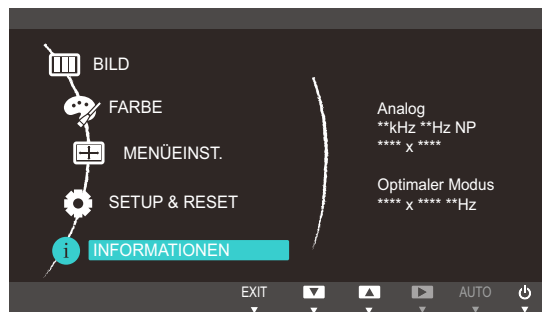 BILD
FARBE
MENÜEINST.
SETUP & RESET
i INFORMATIONEN
Analog
**kHz **Hz NP
**** x ****
Optimaler Modus
**** x **** **Hz
EXIT AUTO